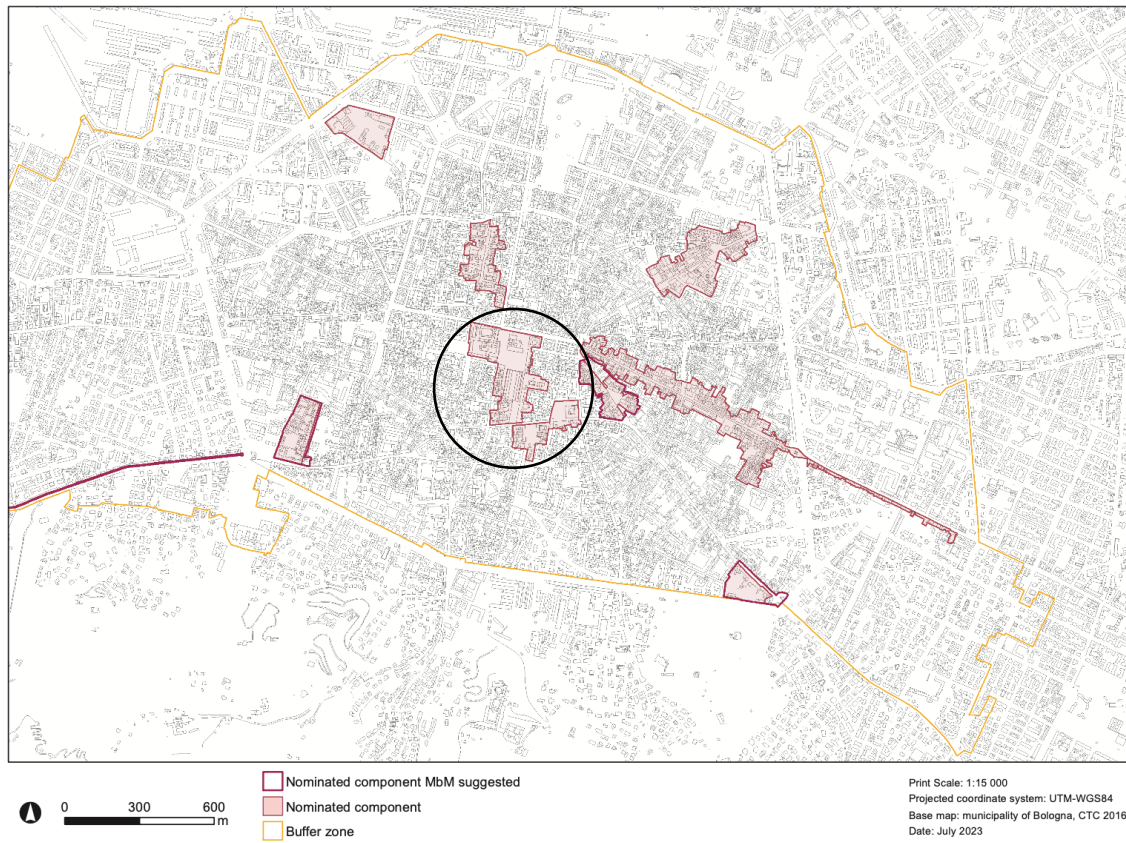 Nominated component MbM suggested
Nominated component
Buffer zone
0 300 600
m
Print Scale: 1:15 000
Projected coordinate system: UTM-WGS84
Base map: municipality of Bologna, CTC 2016
Date: July 2023